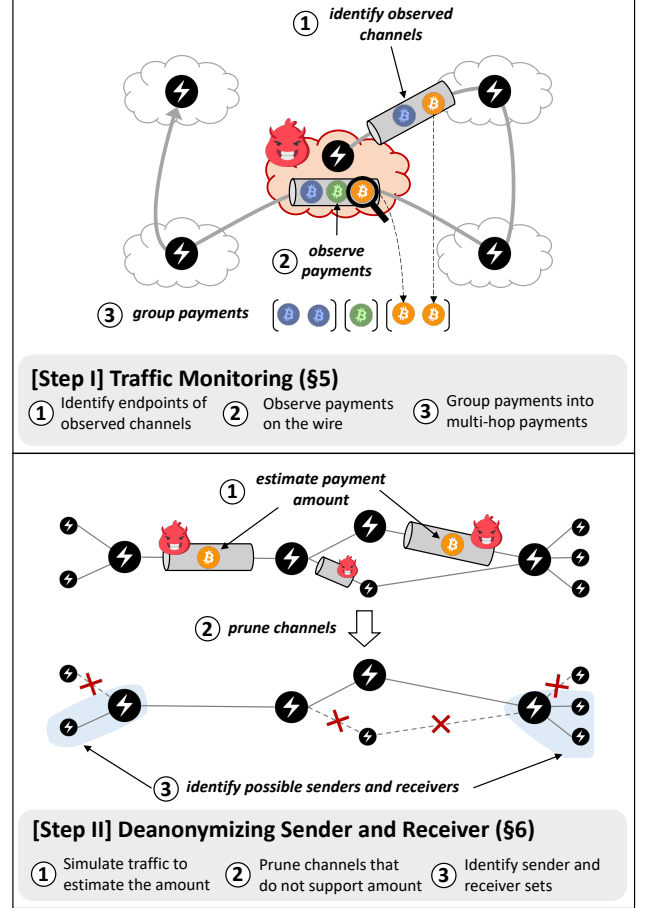 ① identify observed
channels
② observe
payments
③ group payments
[Step I] Traffic Monitoring (§5)
① Identify endpoints of
observed channels
② Observe payments
on the wire
③ Group payments into
multi-hop payments
① estimate payment
amount
② prune channels
③ identify possible senders and receivers
[Step II] Deanonymizing Sender and Receiver (§6)
① Simulate traffic to
estimate the amount
② Prune channels that
do not support amount
③ Identify sender and
receiver sets